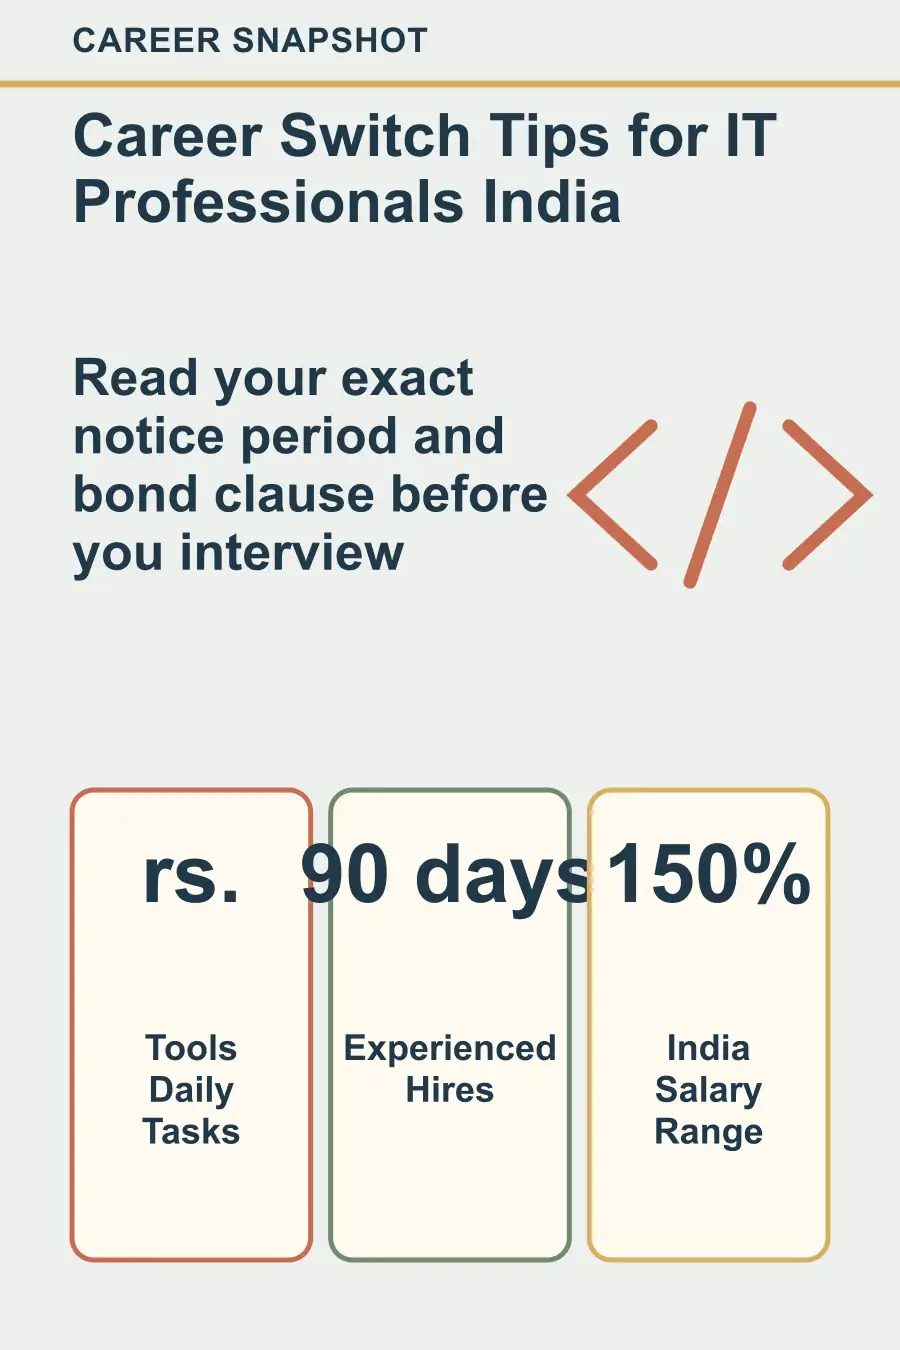 CAREER SNAPSHOT
Career Switch Tips for IT
Professionals India
Read your exact
notice period and
bond clause before
you interview
rs.
Tools
Daily
Tasks
90 days
Experienced
Hires
150%
India
Salary
Range